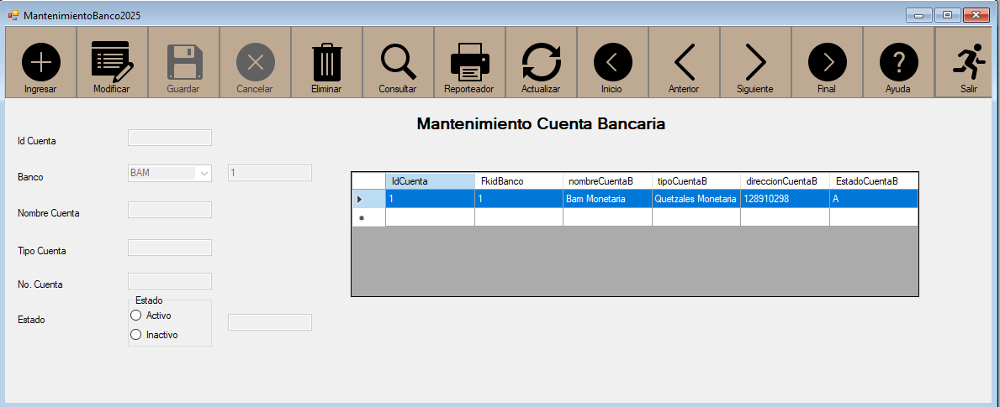 MantenimientoBanco2025
Ingresar Modificar Guardar Cancelar Eliminar Consultar Reporteador Actualizar Inicio Anterior Siguiente Final Ayuda Salir
Mantenimiento Cuenta Bancaria
Id Cuenta
Banco BAM 1
Nombre Cuenta
Tipo Cuenta
No. Cuenta
Estado
Estado
Activo
Inactivo
IdCuenta FkidBanco nombreCuentaB tipoCuentaB direccionCuentaB EstadoCuentaB
1 1 Bam Monetaria Quetzales Monetaria 128910298 A